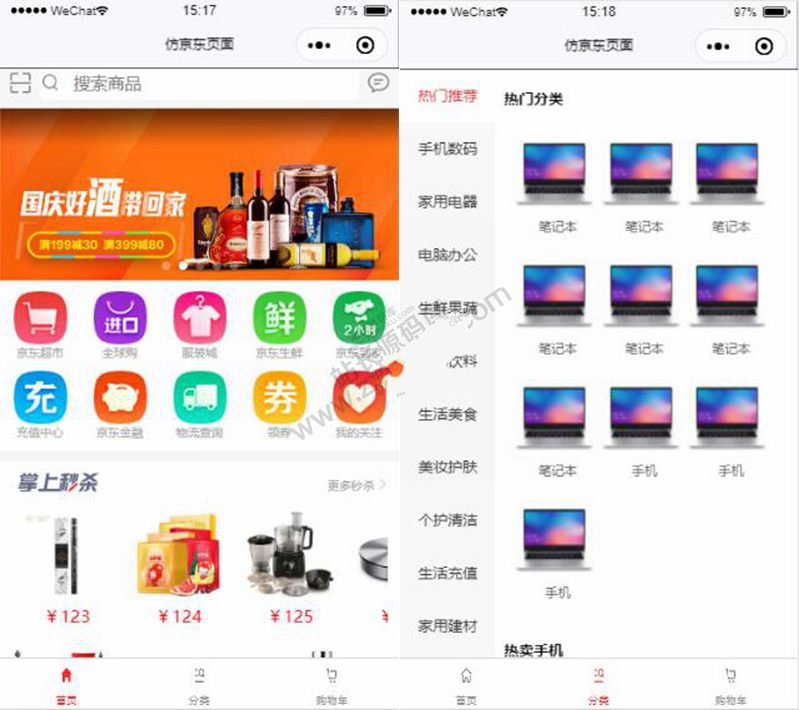 WeChat 15:17 97%
仿京东页面
搜索商品
国庆好酒带回家
满199减30 满399减80
进口 鲜 2小时
京东超市 全球购 服装城 京东生鲜 京东到家
充 券
充值中心 京东金融 物流查询 领券 我的关注
掌上秒杀 更多秒杀
¥123 ¥124 ¥125 ¥
首页 分类 购物车
WeChat 15:18 97%
仿京东页面
热门推荐
手机数码
家用电器
电脑办公
生鲜果蔬
饮料
生活美食
美妆护肤
个护清洁
生活充值
家用建材
热门分类
笔记本 笔记本 笔记本
笔记本 笔记本 笔记本
笔记本 手机 手机
手机
热卖手机
首页 分类 购物车